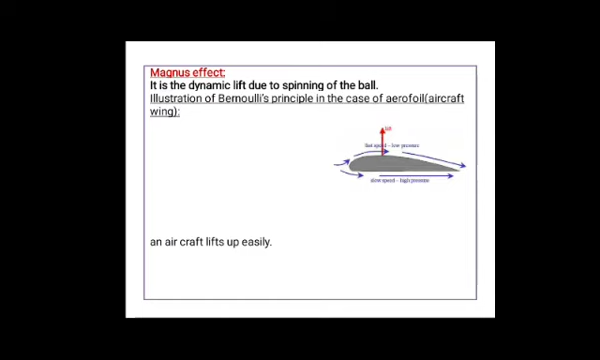 Magnus effect:
It is the dynamic lift due to spinning of the ball.
Illustration of Bernoulli's principle in the case of aerofoil(aircraft
wing):
lift
fast speed – low pressure
slow speed – high pressure
an air craft lifts up easily.